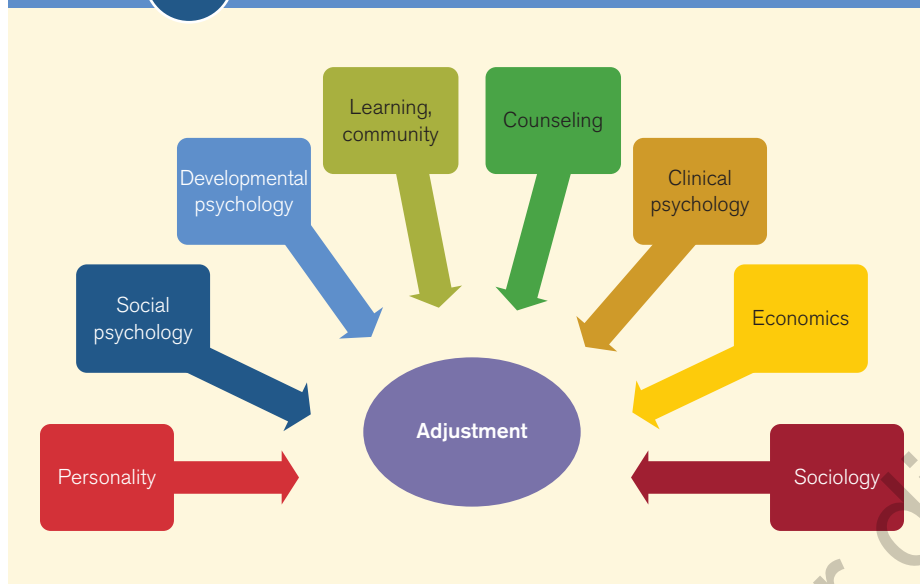 Learning,
community
Counseling
Developmental
psychology
Clinical
psychology
Social
psychology
Economics
Adjustment
Personality
Sociology